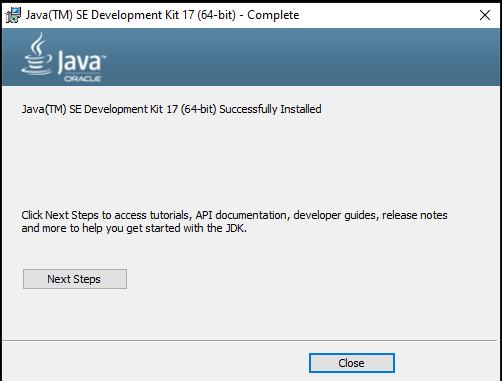 Java(TM) SE Development Kit 17 (64-bit) - Complete
Java™
ORACLE
Java(TM) SE Development Kit 17 (64-bit) Successfully Installed
Click Next Steps to access tutorials, API documentation, developer guides, release notes
and more to help you get started with the JDK.
Next Steps
Close